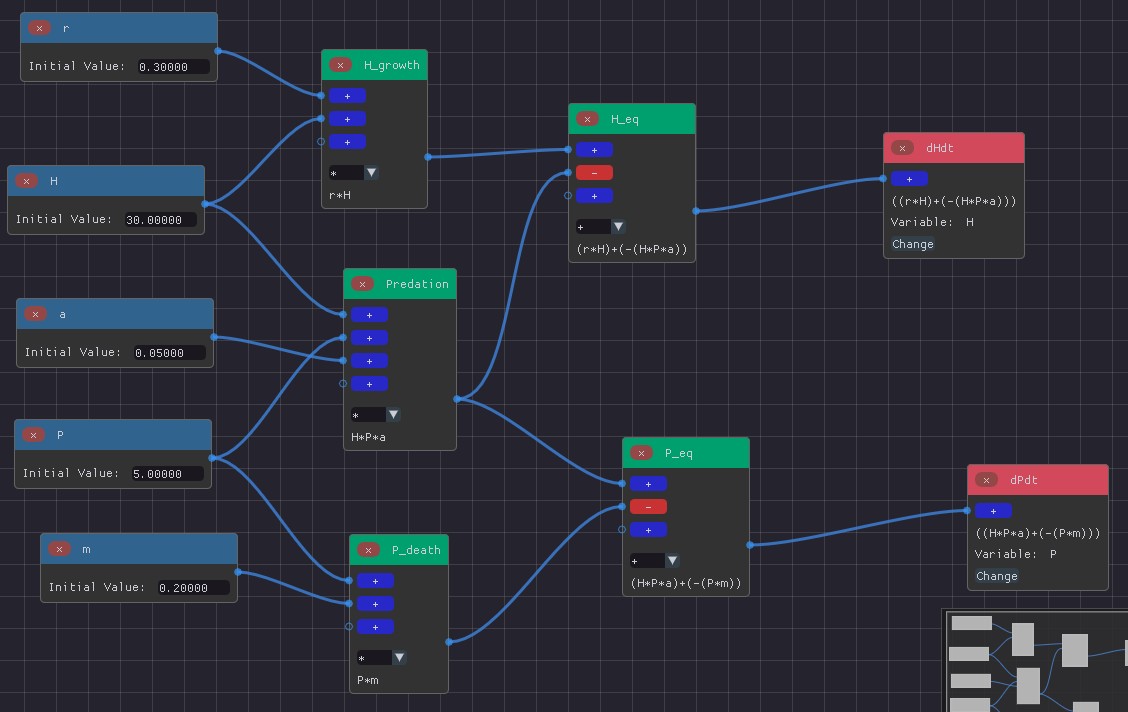 r
Initial Value: 0.30000
H
Initial Value: 30.00000
a
Initial Value: 0.05000
P
Initial Value: 5.00000
m
Initial Value: 0.20000
H_growth
+
+
+
*
r*H
Predation
+
+
+
+
*
H*P*a
P_death
+
+
+
*
P*m
H_eq
+
-
+
+
(r*H)+(-(H*P*a))
P_eq
+
-
+
+
(H*P*a)+(-(P*m))
dHdt
+
((r*H)+(-(H*P*a)))
Variable: H
Change
dPdt
+
((H*P*a)+(-(P*m)))
Variable: P
Change